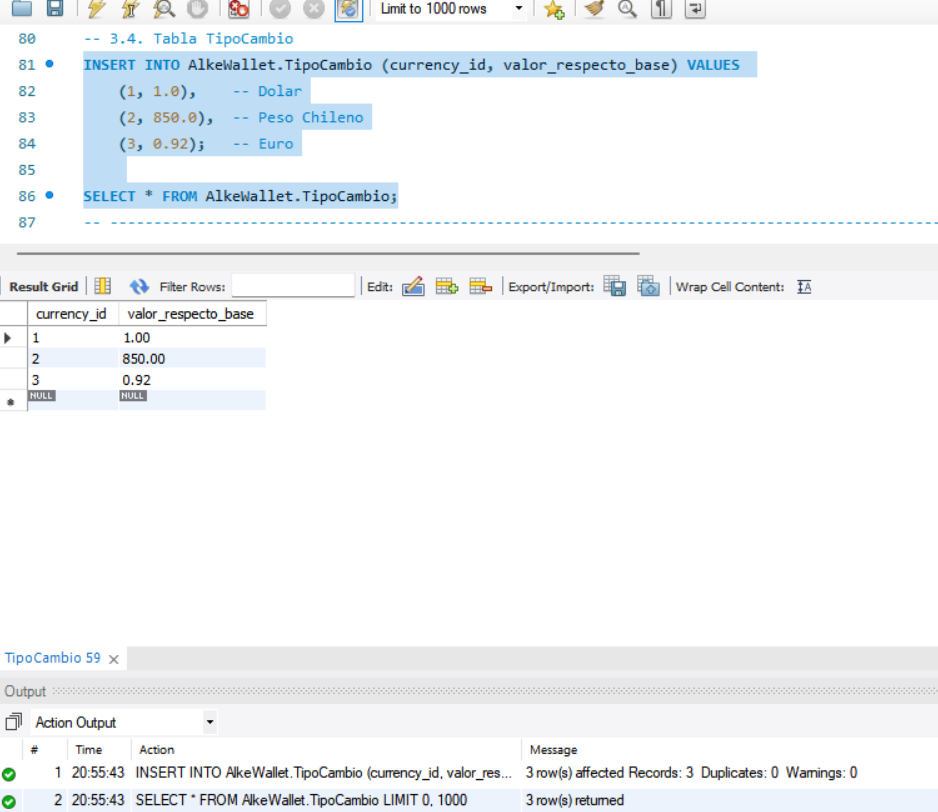 Limit to 1000 rows
80 -- 3.4. Tabla TipoCambio
81 INSERT INTO AlkeWallet.TipoCambio (currency_id, valor_respecto_base) VALUES
82 (1, 1.0), -- Dolar
83 (2, 850.0), -- Peso Chileno
84 (3, 0.92); -- Euro
85
86 SELECT * FROM AlkeWallet.TipoCambio;
87 -- --------------------------------------------------------------------------------
Result Grid Filter Rows: Edit: Export/Import: Wrap Cell Content:
currency_id valor_respecto_base
1 1.00
2 850.00
3 0.92
NULL NULL
TipoCambio 59
Output
Action Output
# Time Action Message
1 20:55:43 INSERT INTO AlkeWallet.TipoCambio (currency_id, valor_res... 3 row(s) affected Records: 3 Duplicates: 0 Warnings: 0
2 20:55:43 SELECT * FROM AlkeWallet.TipoCambio LIMIT 0, 1000 3 row(s) returned